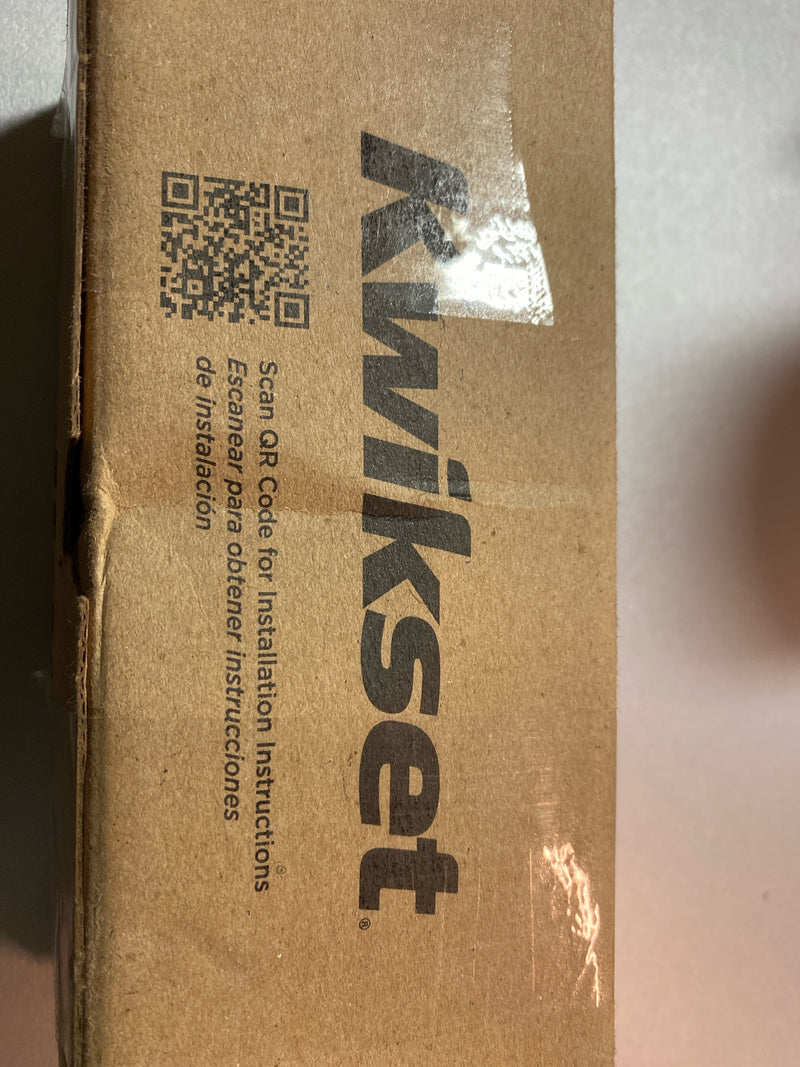 Kwikset®
Scan QR Code for Installation Instructions
Escanear para obtener instrucciones
de instalación